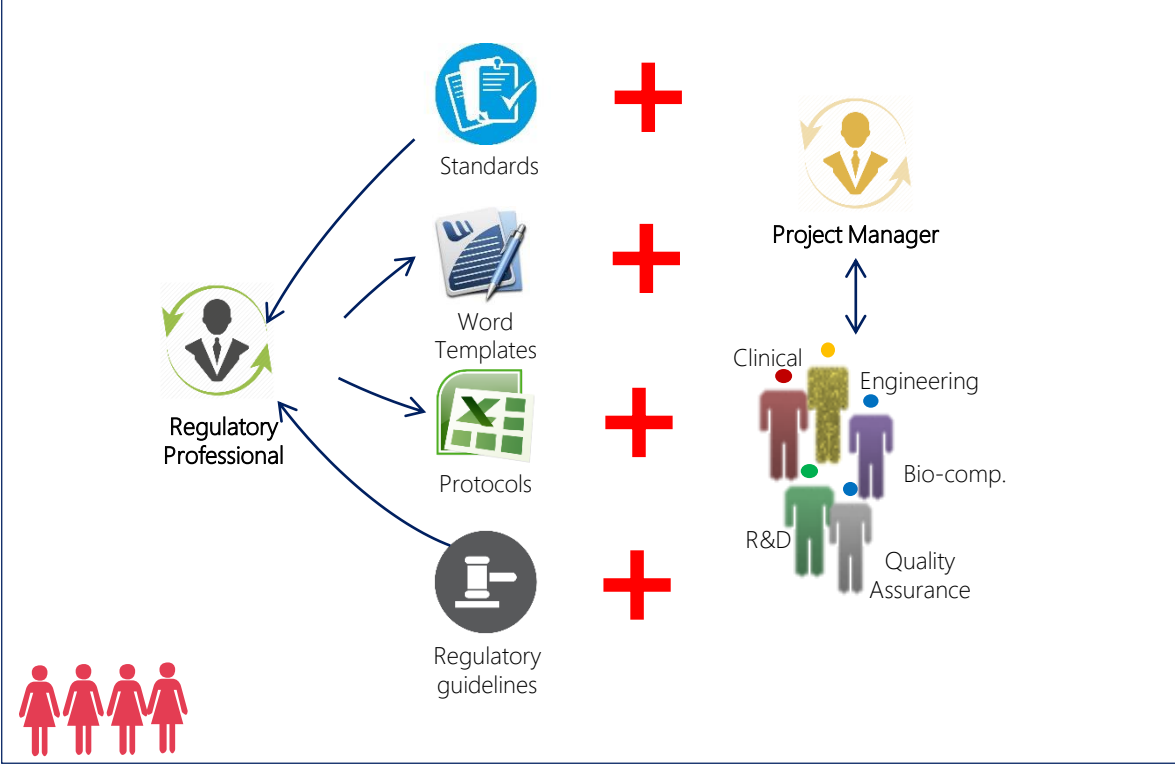 Standards
Project Manager
Word
Templates
Clinical
Engineering
Regulatory
Professional
Protocols
Bio-comp.
R&D
Quality
Assurance
Regulatory
guidelines